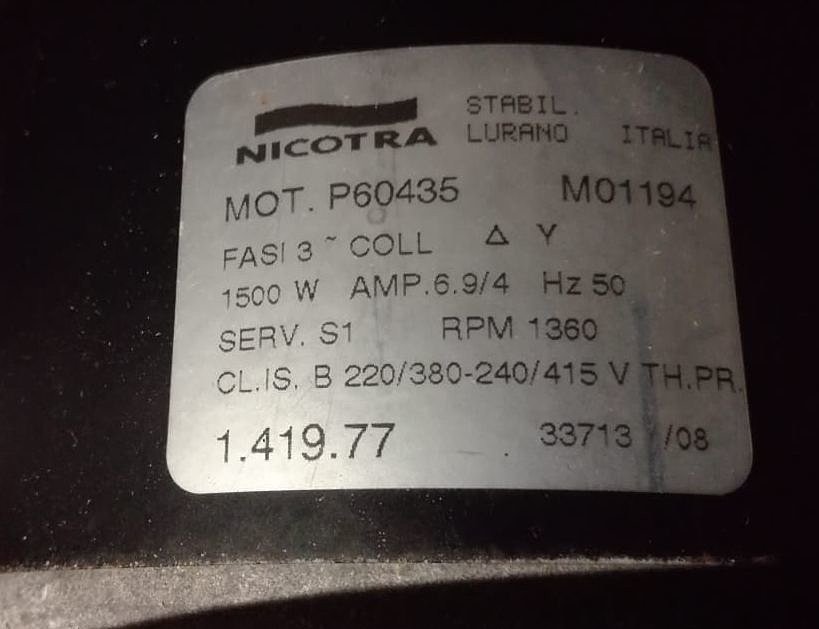 NICOTRA
STABIL.
LURANO ITALIA
MOT. P60435 M01194
FASI 3 ~ COLL Δ Y
1500 W AMP.6.9/4 Hz 50
SERV. S1 RPM 1360
CL.IS. B 220/380-240/415 V TH.PR.
1.419.77 33713 /08